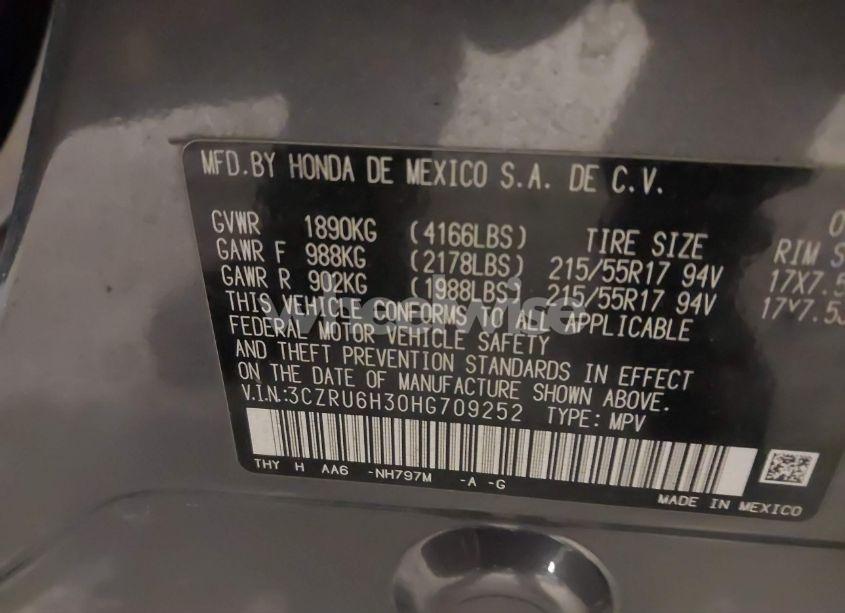 MFD.BY HONDA DE MEXICO S.A. DE C.V.
GVWR 1890KG (4166LBS) TIRE SIZE RIM S
GAWR F 988KG (2178LBS) 215/55R17 94V 17X7.5
GAWR R 902KG (1988LBS) 215/55R17 94V 17X7.5J
THIS VEHICLE CONFORMS TO ALL APPLICABLE
FEDERAL MOTOR VEHICLE SAFETY
AND THEFT PREVENTION STANDARDS IN EFFECT
ON THE DATE OF MANUFACTURE SHOWN ABOVE.
V.I.N:3CZRU6H30HG709252 TYPE: MPV
THY H AA6 -NH797M -A -G
MADE IN MEXICO